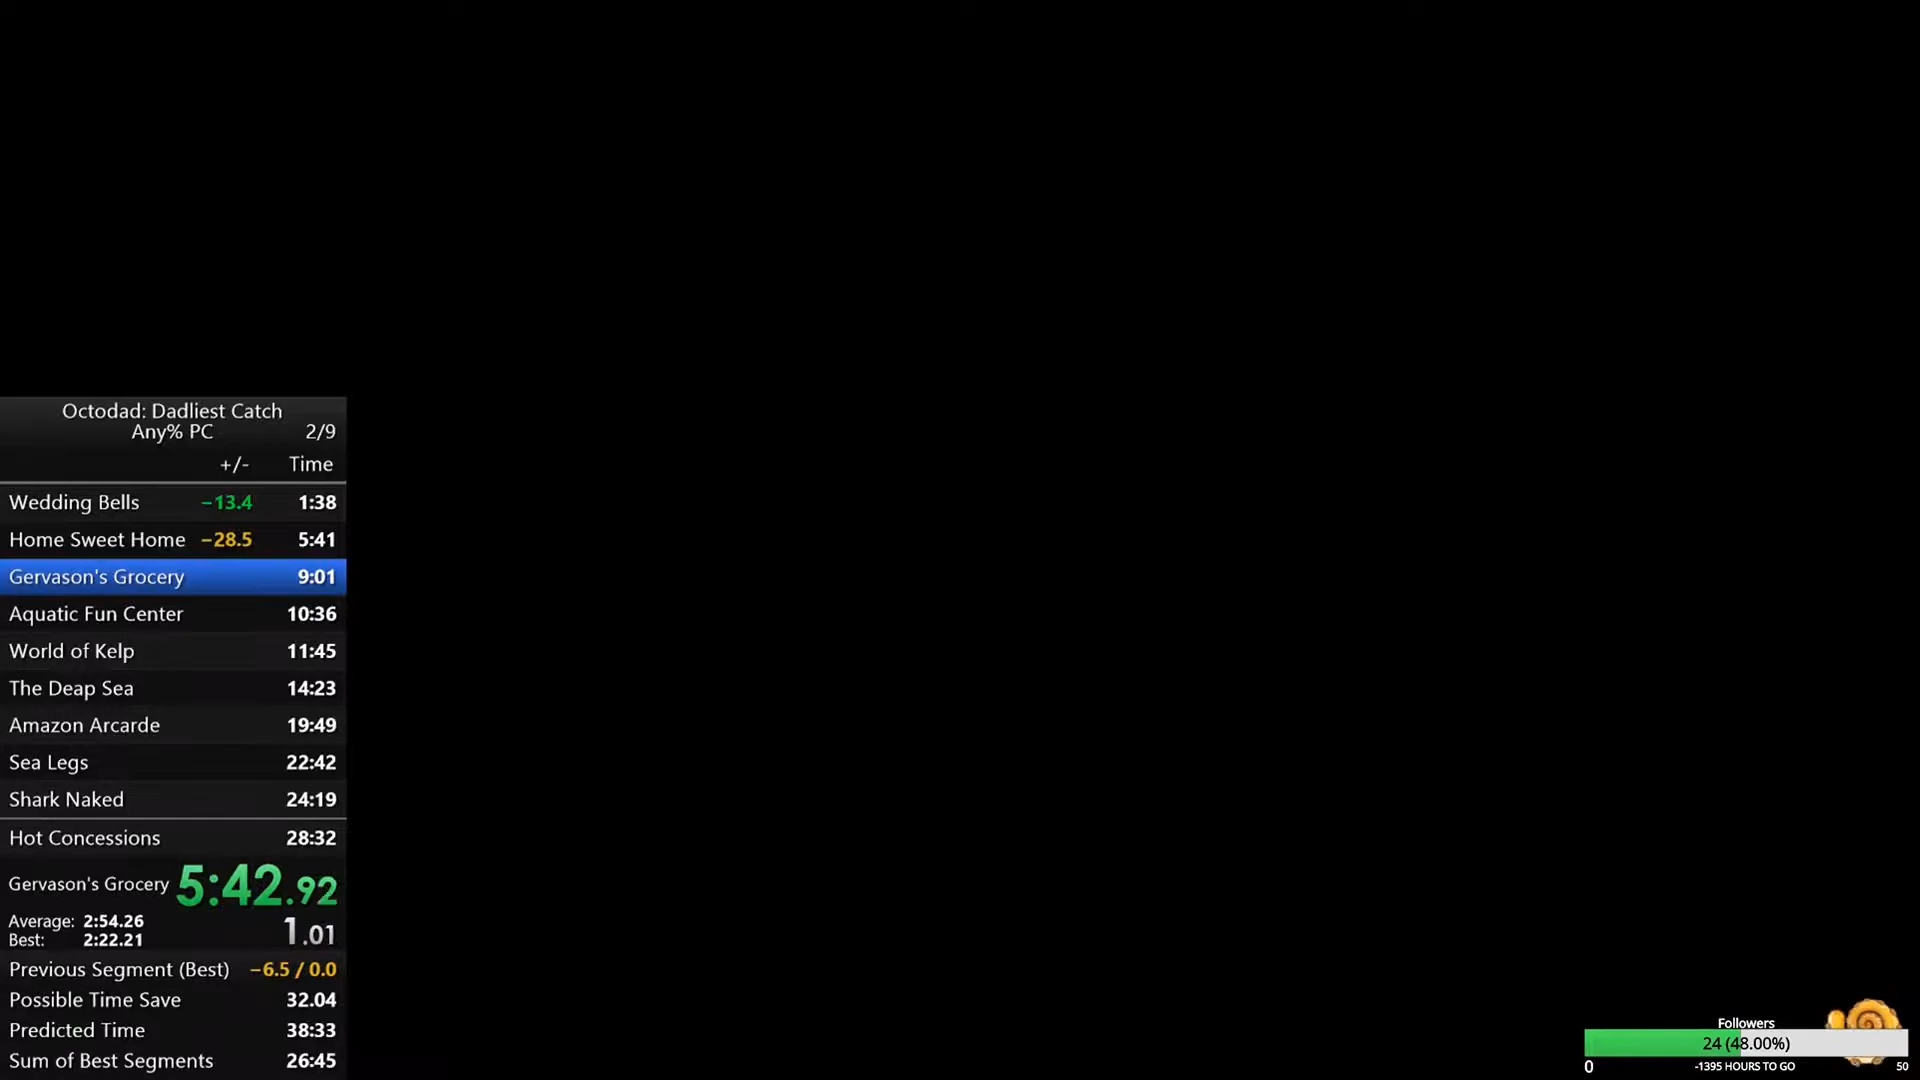 Octodad: Dadliest Catch
Any% PC 2/9
+/- Time
Wedding Bells −13.4 1:38
Home Sweet Home −28.5 5:41
Gervason's Grocery 9:01
Aquatic Fun Center 10:36
World of Kelp 11:45
The Deap Sea 14:23
Amazon Arcarde 19:49
Sea Legs 22:42
Shark Naked 24:19
Hot Concessions 28:32
Gervason's Grocery 5:42.92
Average: 2:54.26
Best: 2:22.21 1.01
Previous Segment (Best) −6.5 / 0.0
Possible Time Save 32.04
Predicted Time 38:33
Sum of Best Segments 26:45
Followers
24 (48.00%)
0 -1395 HOURS TO GO 50